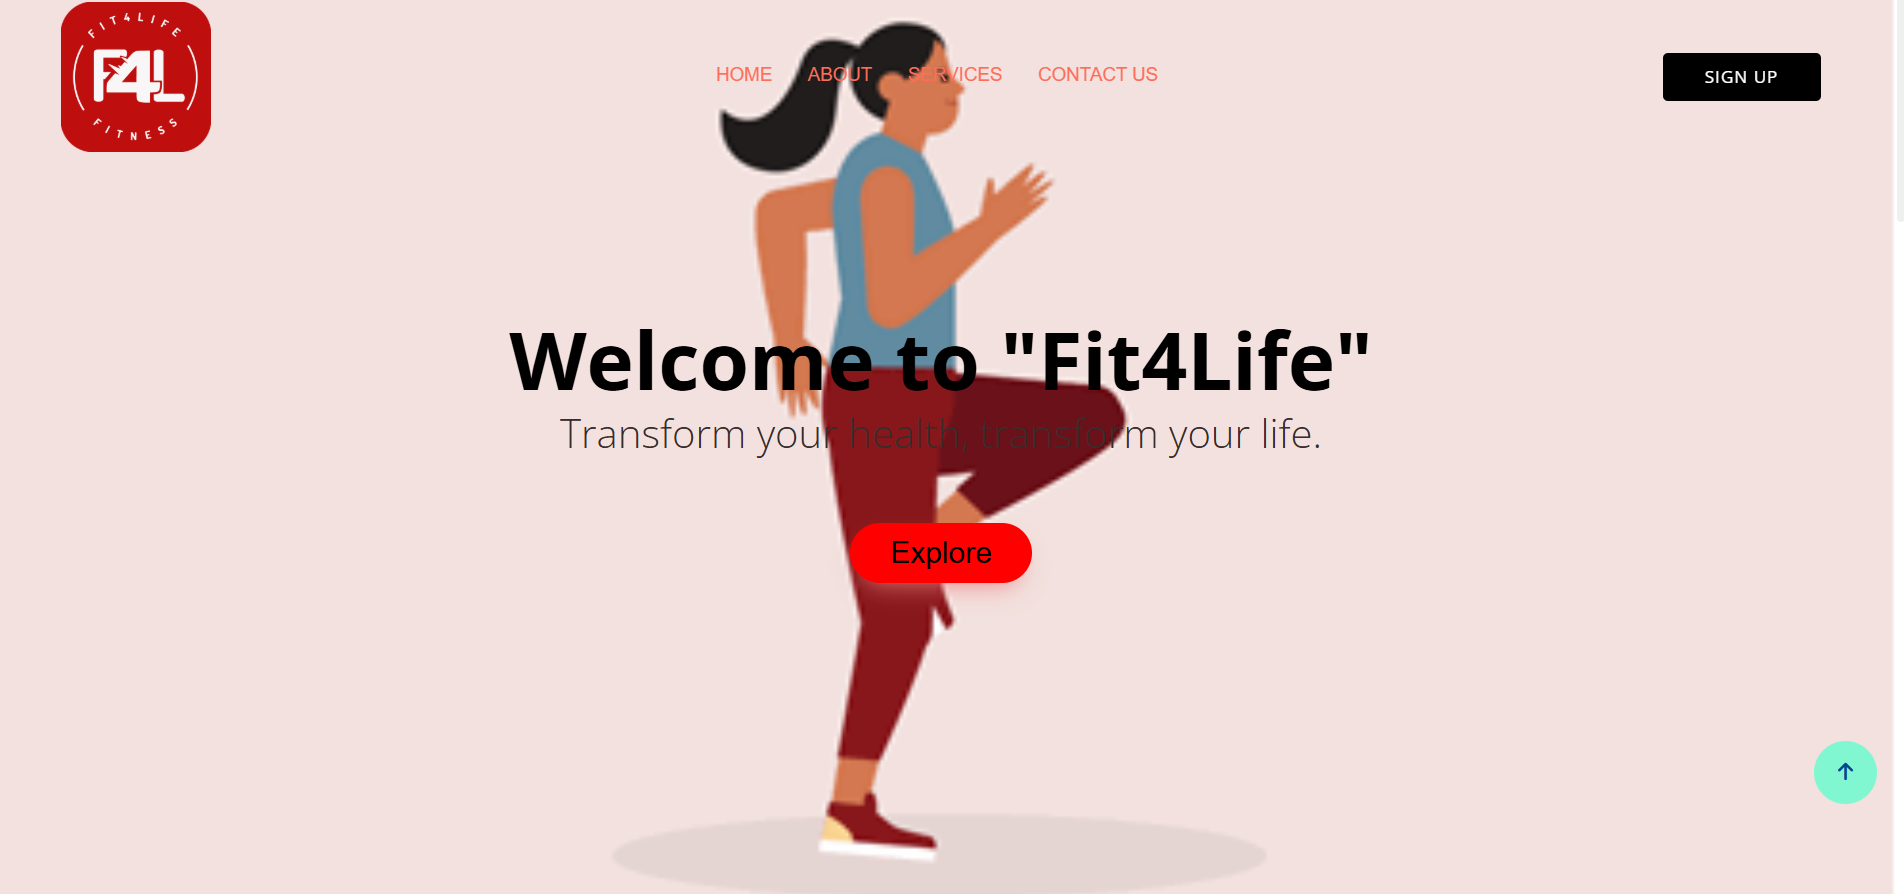 FIT4LIFE
F4L
FITNESS
HOME ABOUT SERVICES CONTACT US
SIGN UP
Welcome to "Fit4Life"
Transform your health, transform your life.
Explore